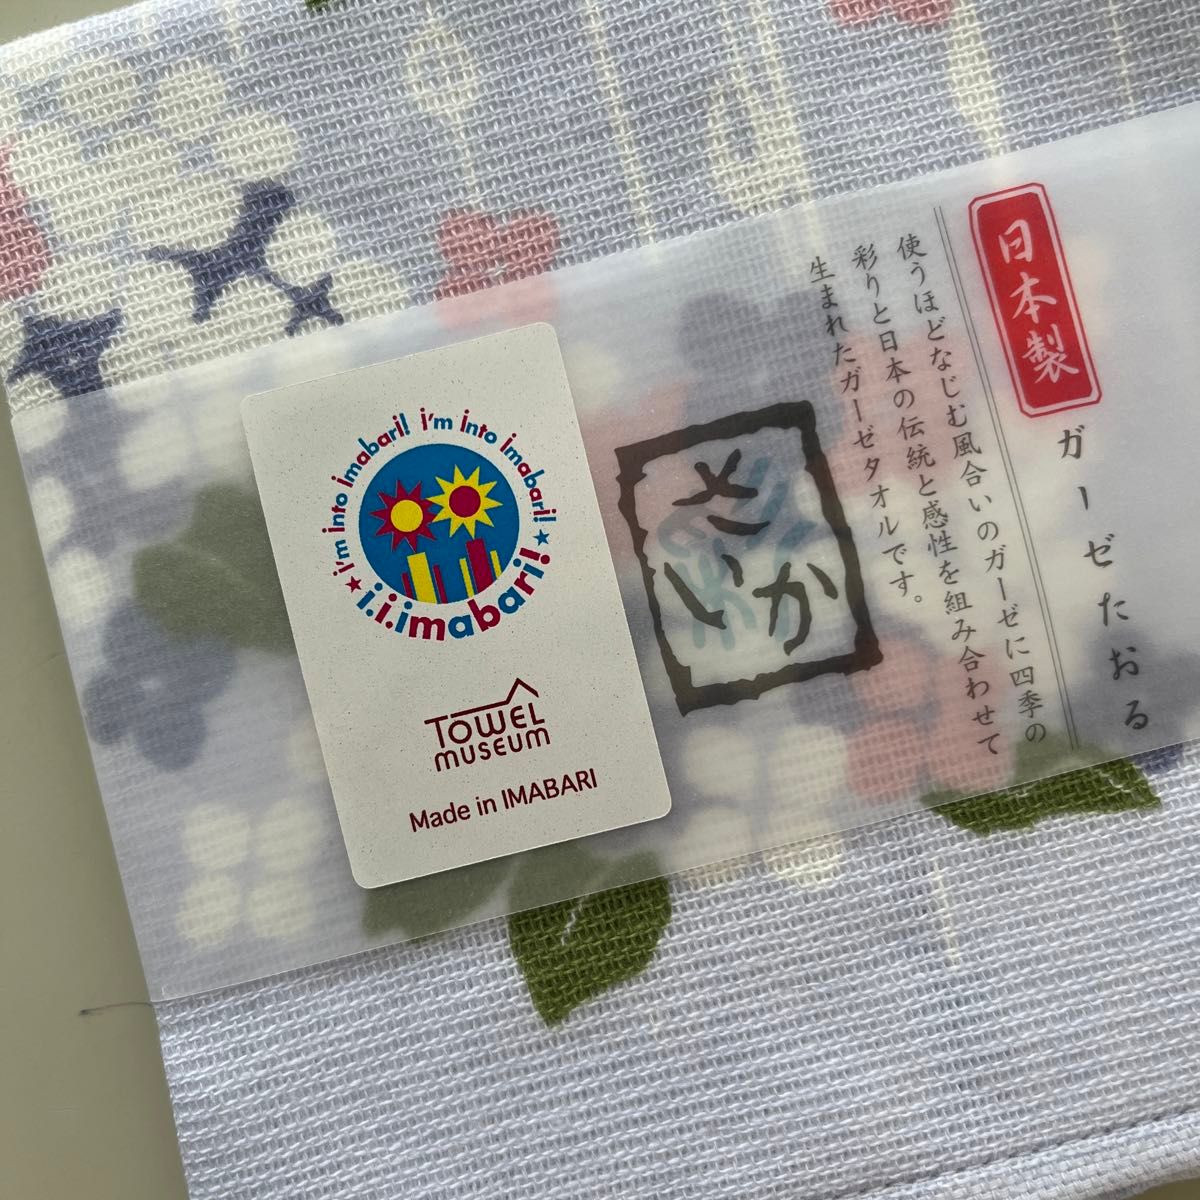 日本製
ガーゼたおる
使うほどなじむ風合いのガーゼに四季の
彩りと日本の伝統と感性を組み合わせて
生まれたガーゼタオルです。
さいか
i'm into imabari! i'm into imabari!
i.i.imabari!
TOWEL
MUSEUM
Made in IMABARI